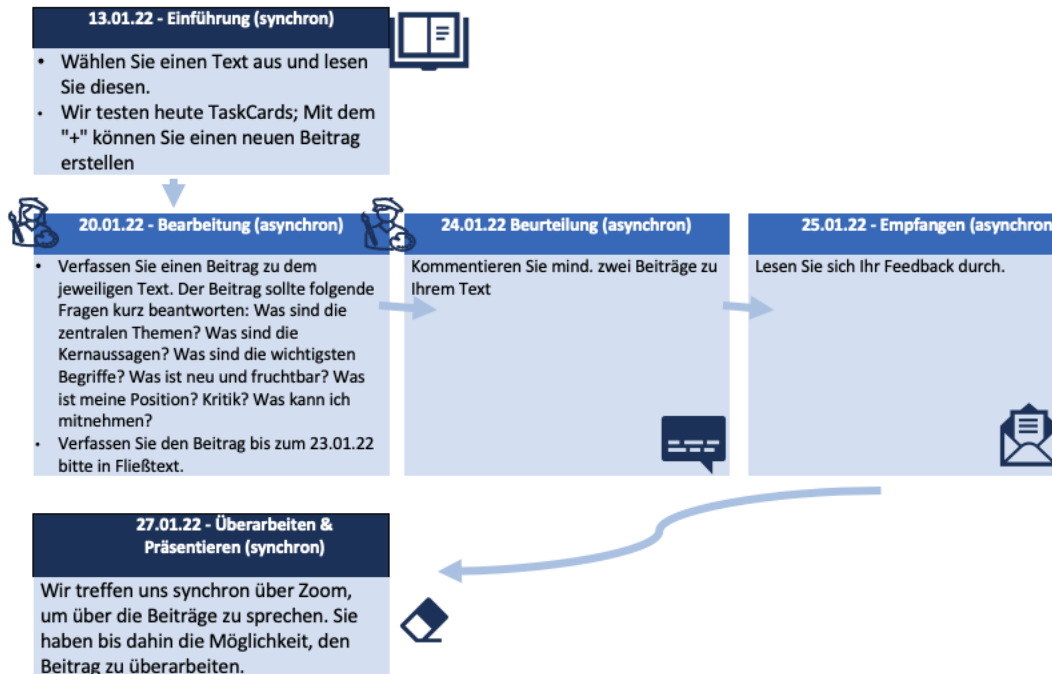 13.01.22 - Einführung (synchron)
• Wählen Sie einen Text aus und lesen
Sie diesen.
• Wir testen heute TaskCards; Mit dem
"+" können Sie einen neuen Beitrag
erstellen
20.01.22 - Bearbeitung (asynchron)
• Verfassen Sie einen Beitrag zu dem
jeweiligen Text. Der Beitrag sollte folgende
Fragen kurz beantworten: Was sind die
zentralen Themen? Was sind die
Kernaussagen? Was sind die wichtigsten
Begriffe? Was ist neu und fruchtbar? Was
ist meine Position? Kritik? Was kann ich
mitnehmen?
• Verfassen Sie den Beitrag bis zum 23.01.22
bitte in Fließtext.
24.01.22 Beurteilung (asynchron)
Kommentieren Sie mind. zwei Beiträge zu
Ihrem Text
25.01.22 - Empfangen (asynchron
Lesen Sie sich Ihr Feedback durch.
27.01.22 - Überarbeiten &
Präsentieren (synchron)
Wir treffen uns synchron über Zoom,
um über die Beiträge zu sprechen. Sie
haben bis dahin die Möglichkeit, den
Beitrag zu überarbeiten.